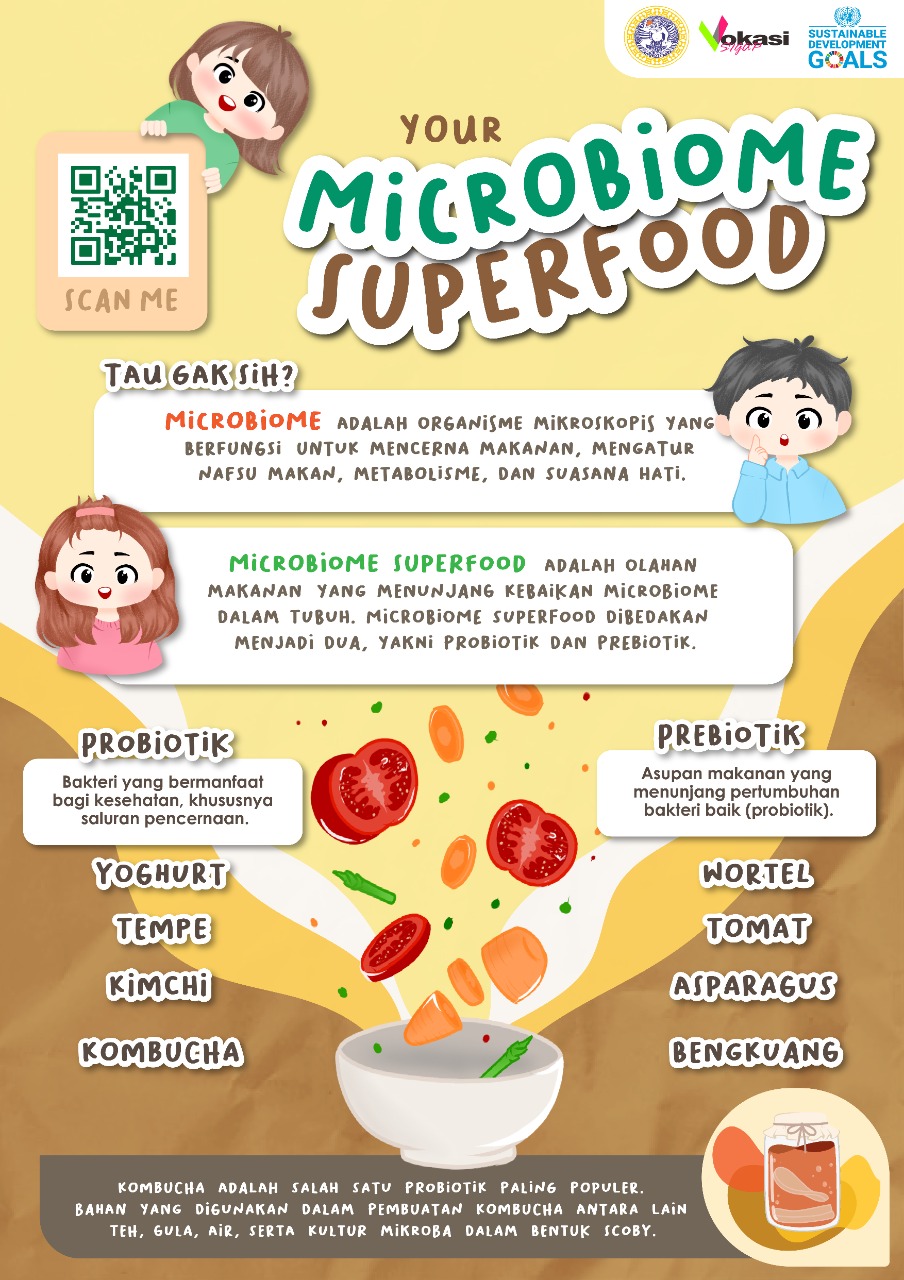 Vokasi
SUSTAINABLE
DEVELOPMENT
GOALS
YOUR
MiCROBiOME
SUPERFOOD
SCAN ME
TAU GAK SiH?
MiCROBiOME ADALAH ORGANiSME MiKROSKOPiS YANG
BERFUNGSi UNTUK MENCERNA MAKANAN, MENGATUR
NAFSU MAKAN, METABOLiSME, DAN SUASANA HATi.
MiCROBiOME SUPERFOOD ADALAH OLAHAN
MAKANAN YANG MENUNJANG KEBAiKAN MiCROBiOME
DALAM TUBUH. MiCROBiOME SUPERFOOD DiBEDAKAN
MENJADi DUA, YAKNi PROBiOTiK DAN PREBiOTiK.
PROBiOTiK
Bakteri yang bermanfaat
bagi kesehatan, khususnya
saluran pencernaan.
YOGHURT
TEMPE
KiMCHi
KOMBUCHA
PREBiOTiK
Asupan makanan yang
menunjang pertumbuhan
bakteri baik (probiotik).
WORTEL
TOMAT
ASPARAGUS
BENGKUANG
KOMBUCHA ADALAH SALAH SATU PROBiOTiK PALiNG POPULER.
BAHAN YANG DiGUNAKAN DALAM PEMBUATAN KOMBUCHA ANTARA LAiN
TEH, GULA, AiR, SERTA KULTUR MiKROBA DALAM BENTUK SCOBY.